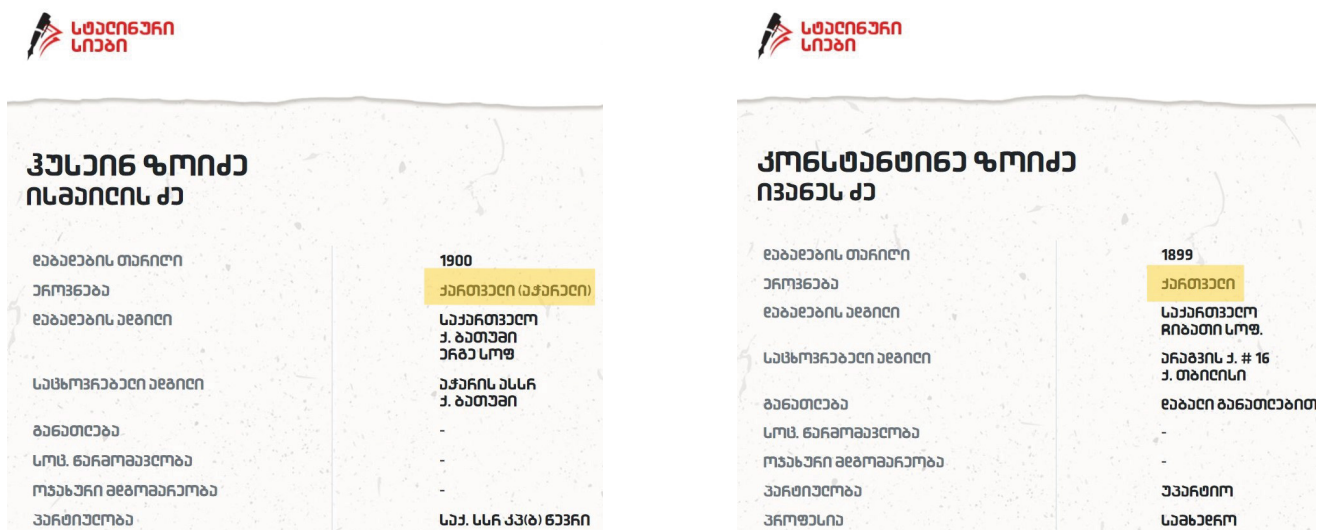 სტალინური
სიები
ჰუსეინ ზოიძე
ისმაილის ძე
დაბადების თარიღი 1900
ეროვნება ქართველი (აჭარელი)
დაბადების ადგილი საქართველო
ქ. ბათუმი
ერგე სოფ
საცხოვრებელი ადგილი აჭარის ასსრ
ქ. ბათუმი
განათლება -
სოც. წარმომავლობა -
ოჯახური მდგომარეობა -
პარტიულობა საქ. სსრ კპ(ბ) წევრი
სტალინური
სიები
კონსტანტინე ზოიძე
ივანეს ძე
დაბადების თარიღი 1899
ეროვნება ქართველი
დაბადების ადგილი საქართველო
ჩიბათი სოფ.
საცხოვრებელი ადგილი არაგვის ქ. # 16
ქ. თბილისი
განათლება დაბალი განათლებით
სოც. წარმომავლობა -
ოჯახური მდგომარეობა -
პარტიულობა უპარტიო
პროფესია სამხედრო